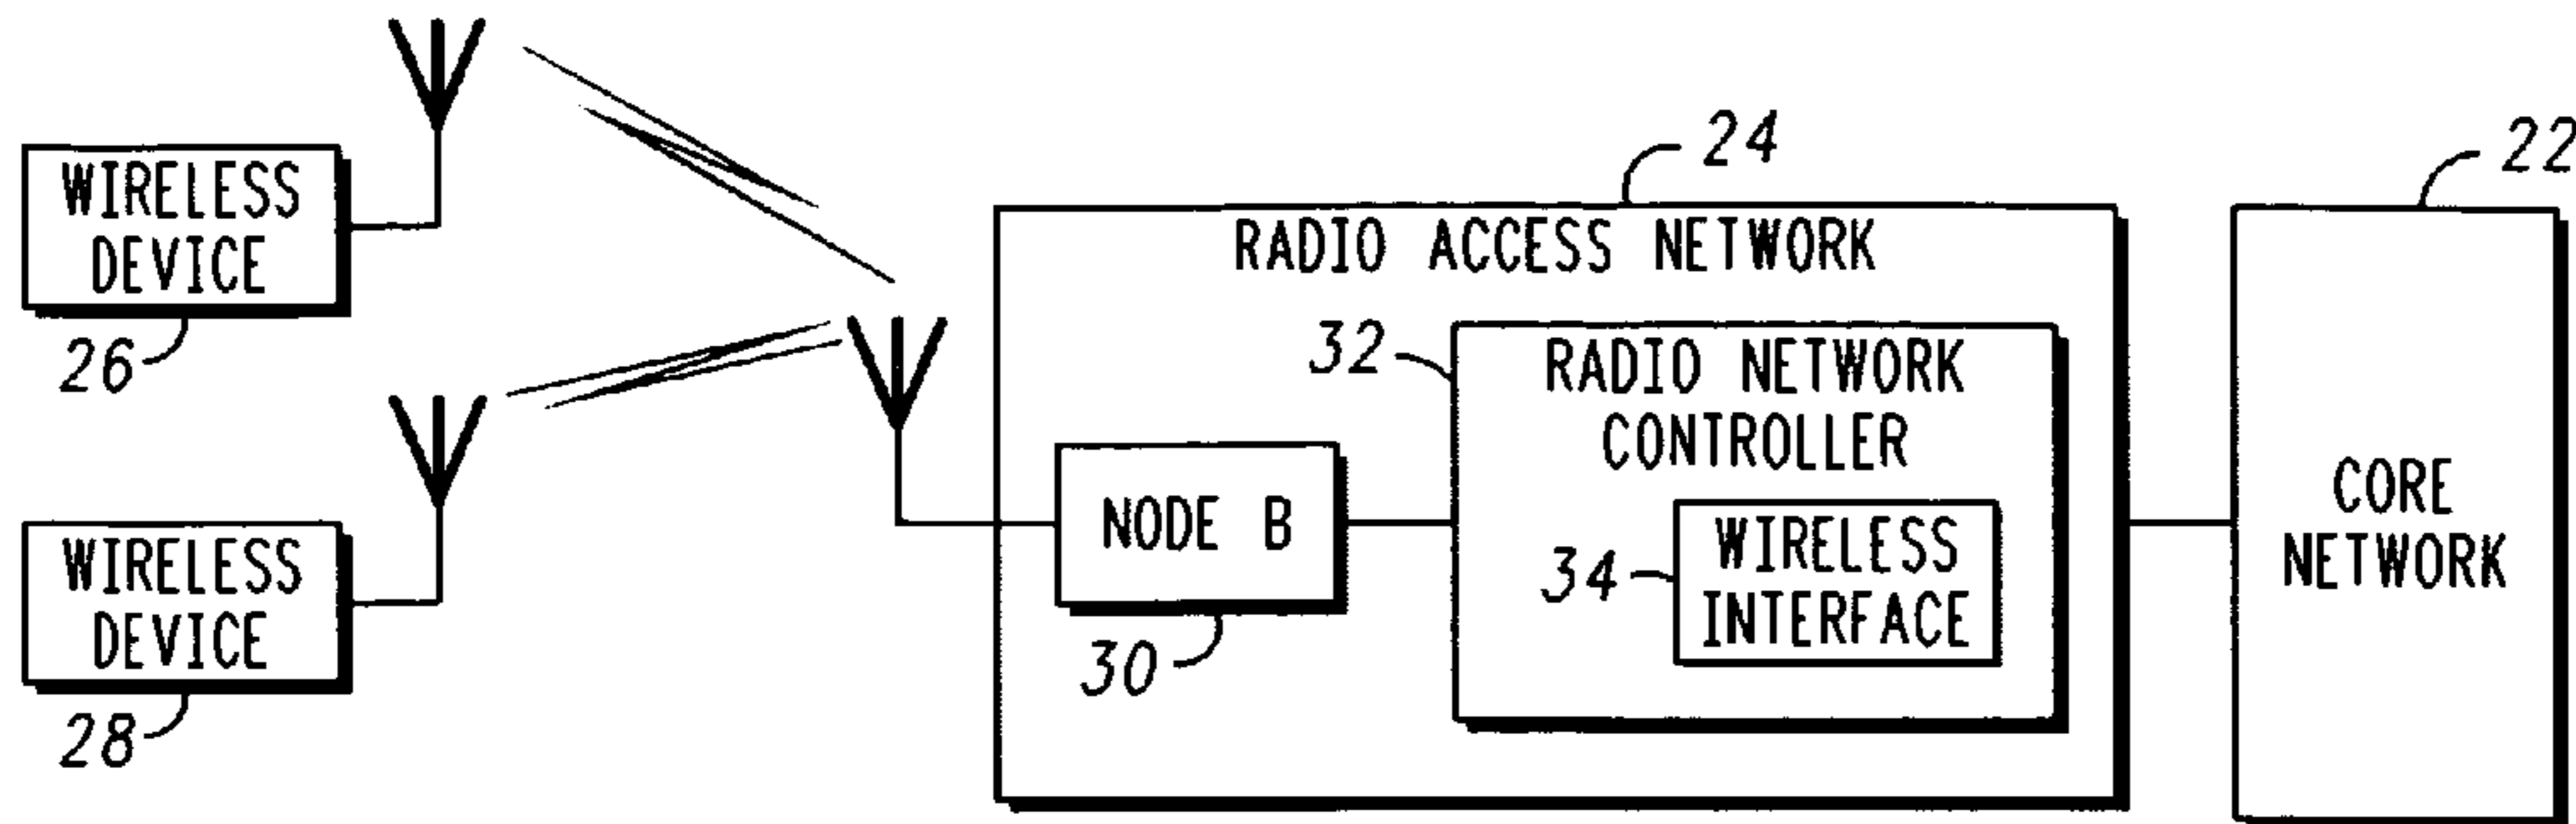 WIRELESS
DEVICE
26
WIRELESS
DEVICE
28
24
RADIO ACCESS NETWORK
NODE B
30
32
RADIO NETWORK
CONTROLLER
34
WIRELESS
INTERFACE
22
CORE
NETWORK